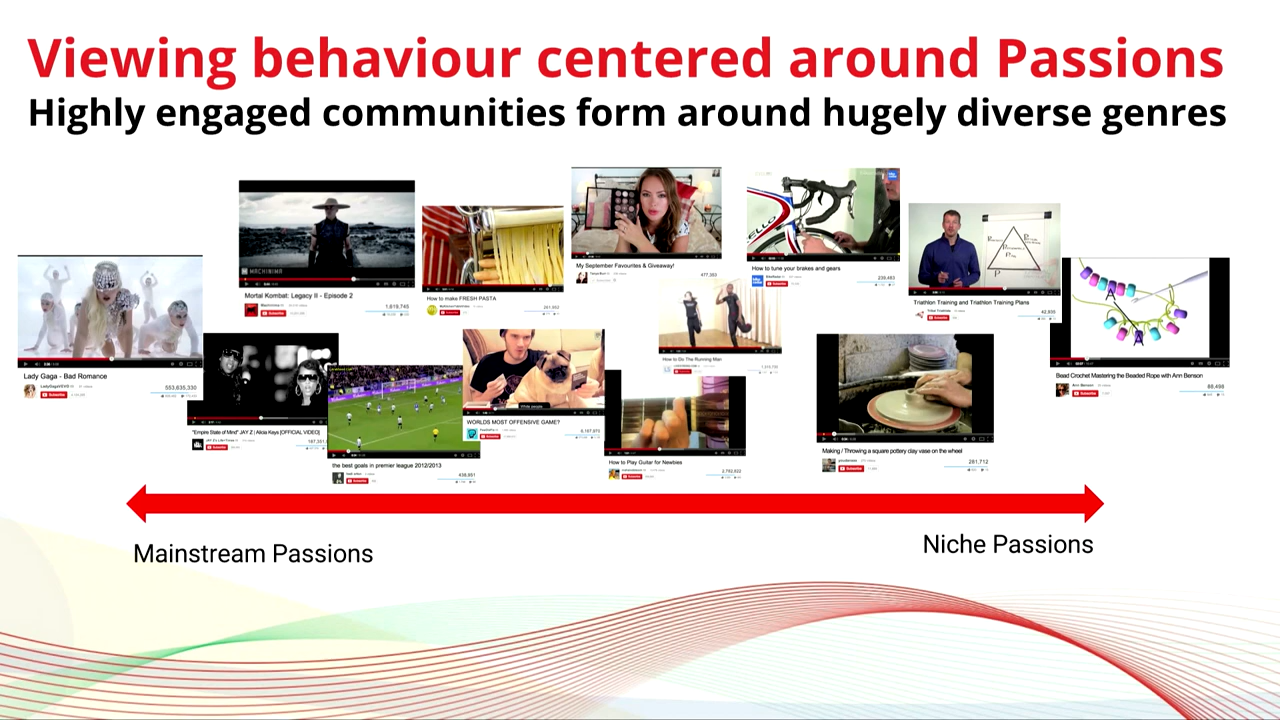 Viewing behaviour centered around Passions
Highly engaged communities form around hugely diverse genres
MACHINIMA
Mortal Kombat: Legacy II - Episode 2
1,619,745
How to make FRESH PASTA
My September Favourites & Giveaway!
477,303
How to tune your brakes and gears
239,483
Triathlon Training and Triathlon Training Plans
42,935
Lady Gaga - Bad Romance
LadyGagaVEVO
553,635,330
Subscribe
"Empire State of Mind" JAY Z | Alicia Keys [OFFICIAL VIDEO]
the best goals in premier league 2012/2013
438,851
WORLDS MOST OFFENSIVE GAME?
How to Do The Running Man
How to Play Guitar for Newbies
Making / Throwing a square pottery clay vase on the wheel
281,712
Bead Crochet Mastering the Beaded Rope with Ann Benson
Ann Benson
88,498
Mainstream Passions
Niche Passions